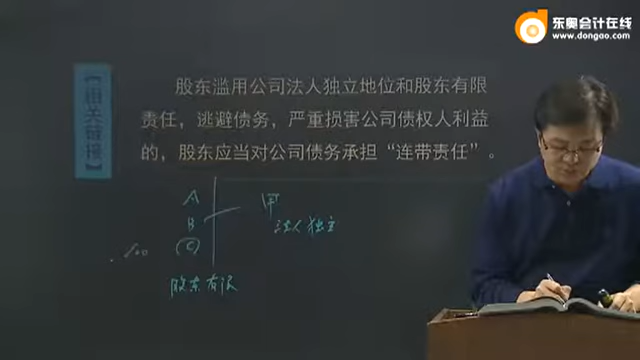 东奥会计在线
www.dongao.com
【相关链接】
股东滥用公司法人独立地位和股东有限
责任，逃避债务，严重损害公司债权人利益
的，股东应当对公司债务承担“连带责任”。
A
甲
B
法人独立
(C)
100
股东有限